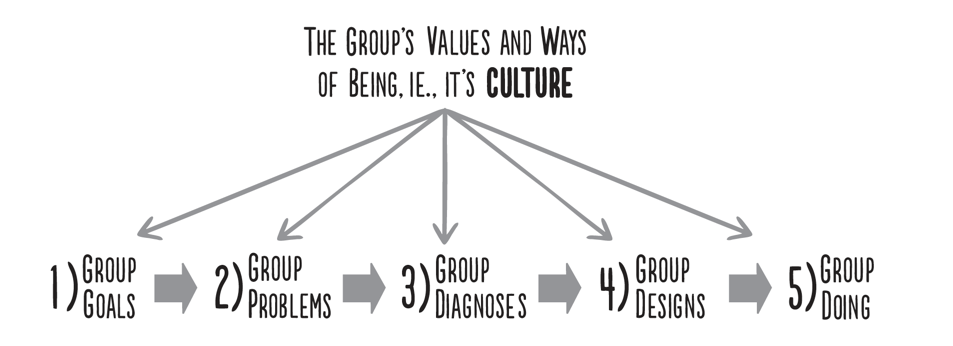 The Group's Values and Ways
of Being, ie., it's CULTURE
1) Group
Goals
2) Group
Problems
3) Group
Diagnoses
4) Group
Designs
5) Group
Doing